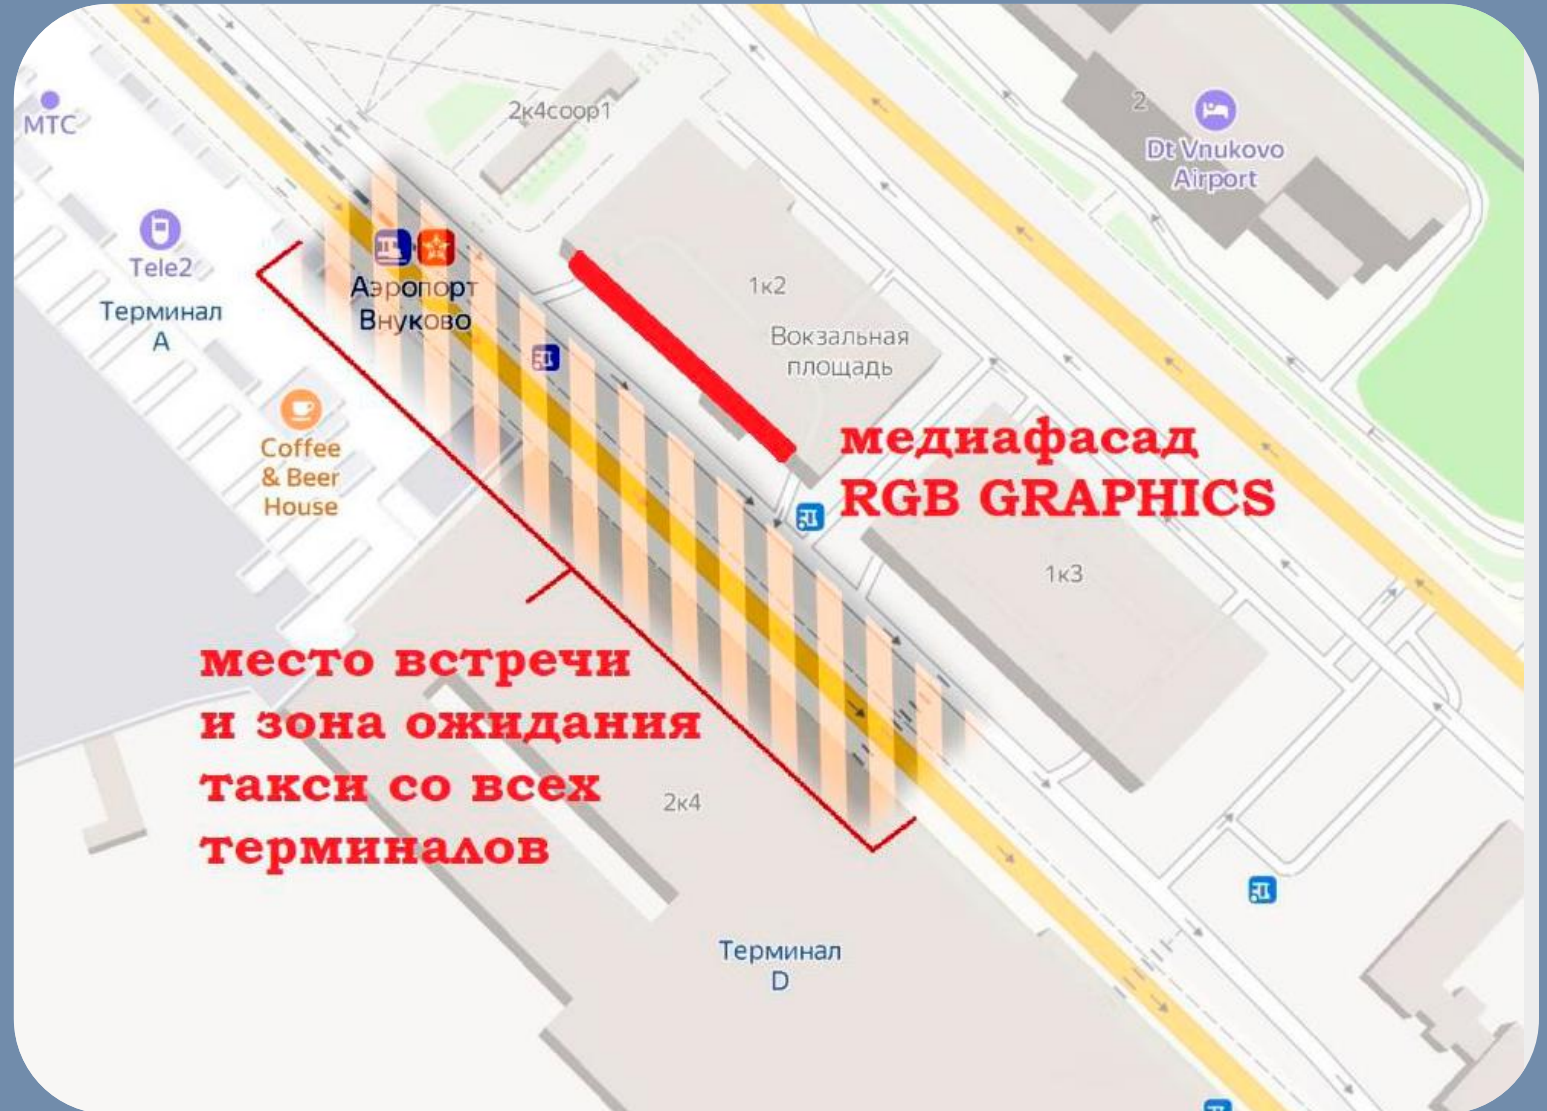 2к4соор1
МТС
2
Dt Vnukovo
Airport
Tele2
Терминал
А
Аэропорт
Внуково
1к2
Вокзальная
площадь
Coffee
& Beer
House
медиафасад
RGB GRAPHICS
1к3
место встречи
и зона ожидания
такси со всех
терминалов
2к4
Терминал
D